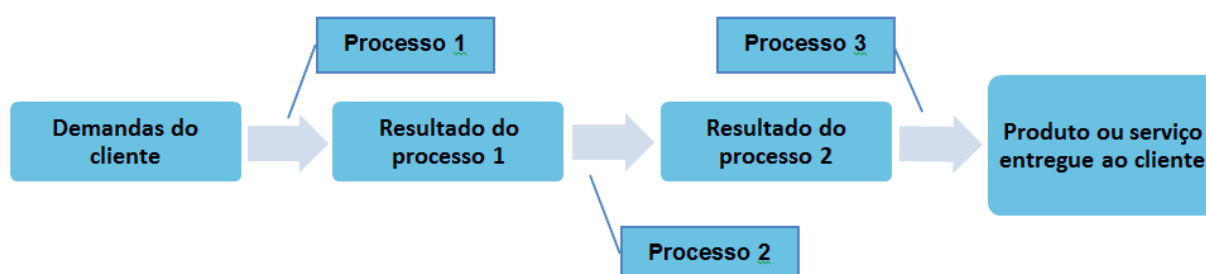 Processo 1
Processo 3
Demandas do
cliente
Resultado do
processo 1
Resultado do
processo 2
Produto ou serviço
entregue ao cliente
Processo 2